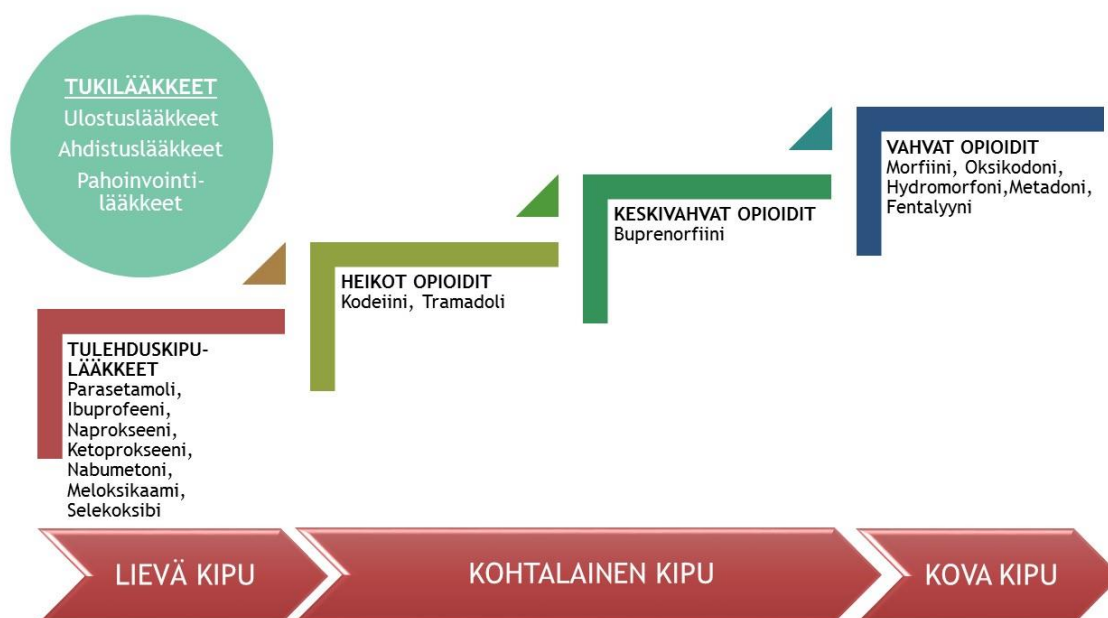 TUKILÄÄKKEET
Ulostuslääkkeet
Ahdistuslääkkeet
Pahoinvointi-
lääkkeet
TULEHDUSKIPU-
LÄÄKKEET
Parasetamoli,
Ibuprofeeni,
Naprokseeni,
Ketoprokseeni,
Nabumetoni,
Meloksikaami,
Selekoksibi
HEIKOT OPIOIDIT
Kodeiini, Tramadoli
KESKIVAHVAT OPIOIDIT
Buprenorfiini
VAHVAT OPIOIDIT
Morfiini, Oksikodoni,
Hydromorfoni,Metadoni,
Fentalyyni
LIEVÄ KIPU
KOHTALAINEN KIPU
KOVA KIPU